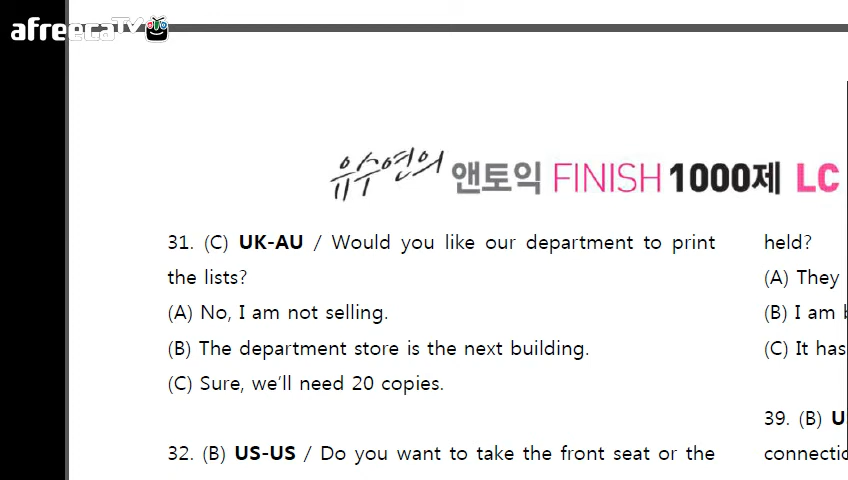 afreecaTV
유수연의 앤토익 FINISH 1000제 LC
31. (C) UK-AU / Would you like our department to print
the lists?
(A) No, I am not selling.
(B) The department store is the next building.
(C) Sure, we'll need 20 copies.
32. (B) US-US / Do you want to take the front seat or the
held?
(A) They
(B) I am
(C) It has
39. (B)